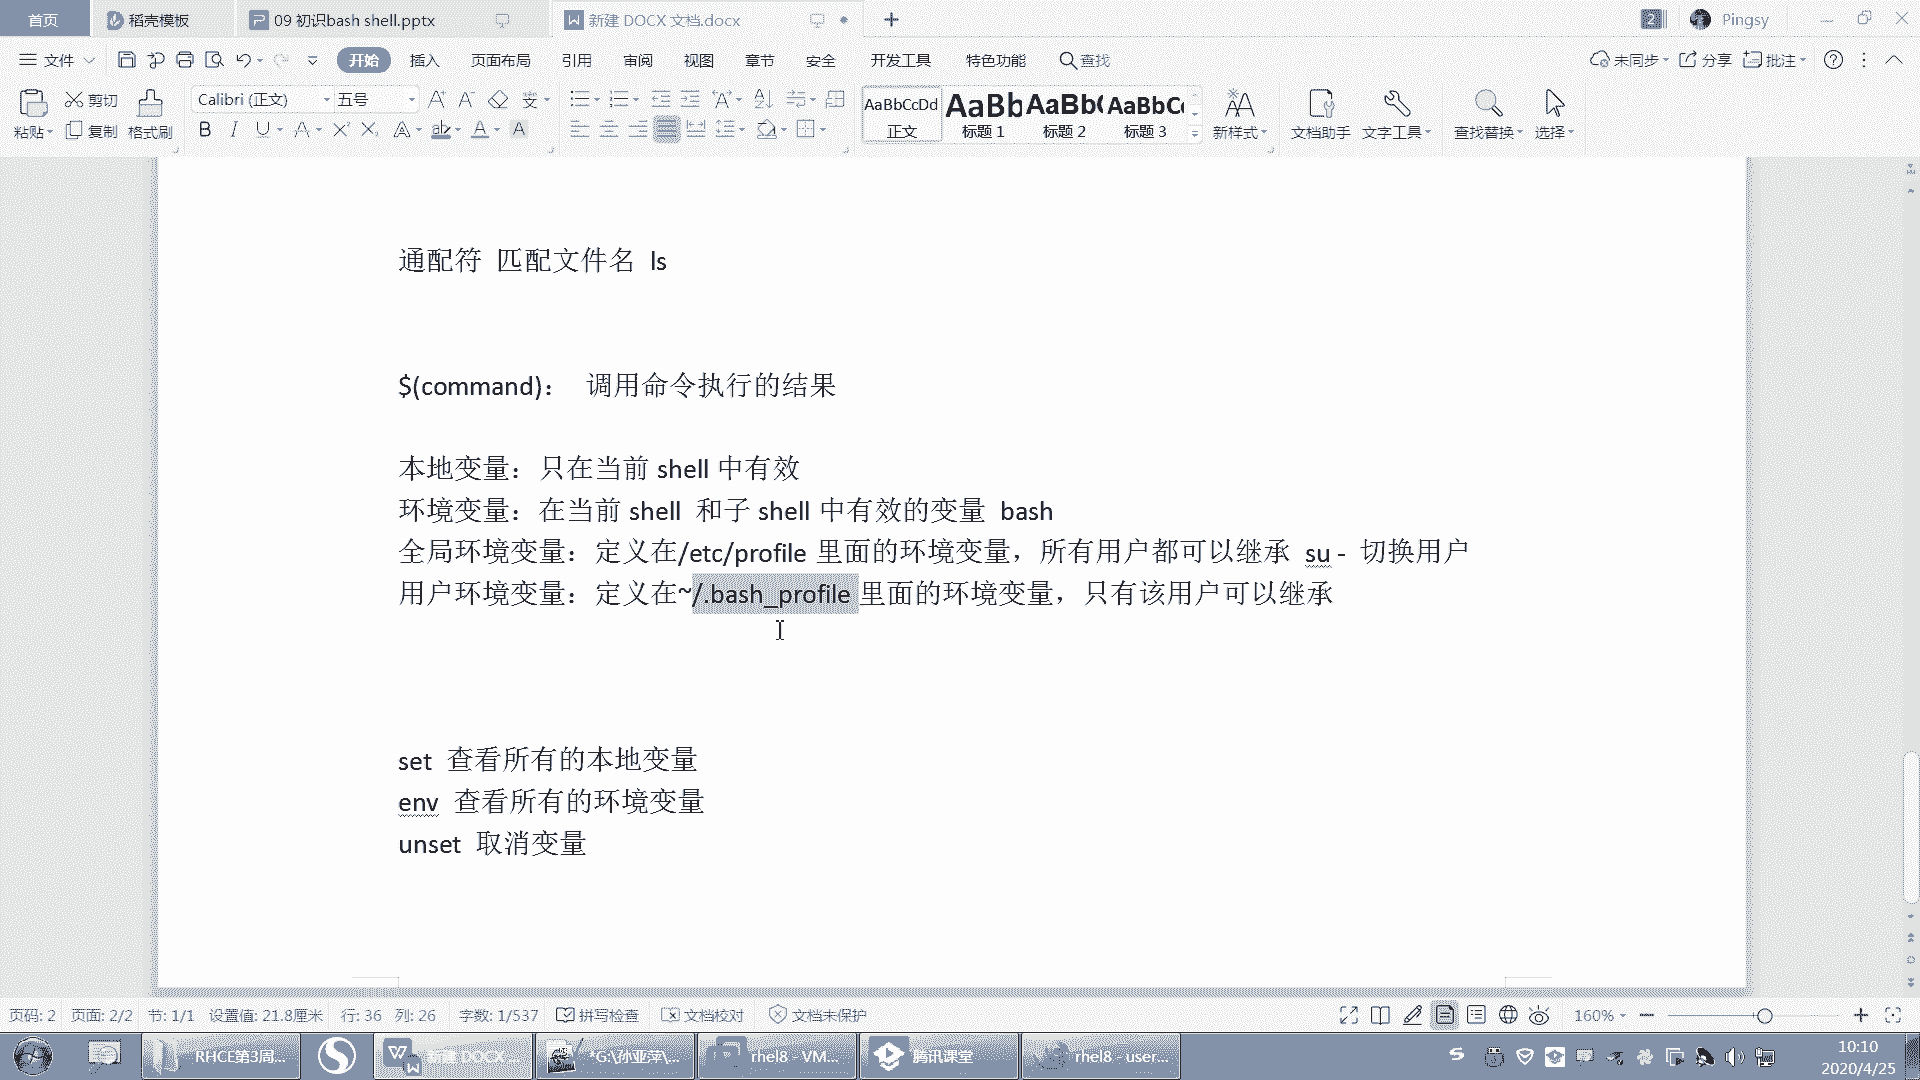 首页 稻壳模板 09 初识bash shell.pptx 新建 DOCX 文档.docx 2 Pingsy
文件 开始 插入 页面布局 引用 审阅 视图 章节 安全 开发工具 特色功能 查找 未同步 分享 批注
剪切 Calibri (正文) 五号 AaBbCcDd AaBb AaBb( AaBbC
粘贴 复制 格式刷 正文 标题 1 标题 2 标题 3 新样式 文档助手 文字工具 查找替换 选择
通配符 匹配文件名 ls
$(command)： 调用命令执行的结果
本地变量：只在当前 shell 中有效
环境变量：在当前 shell 和子 shell 中有效的变量 bash
全局环境变量：定义在/etc/profile 里面的环境变量，所有用户都可以继承 su - 切换用户
用户环境变量：定义在~/.bash_profile 里面的环境变量，只有该用户可以继承
set 查看所有的本地变量
env 查看所有的环境变量
unset 取消变量
页码: 2 页面: 2/2 节: 1/1 设置值: 21.8厘米 行: 36 列: 26 字数: 1/537 拼写检查 文档校对 文档未保护 160%
RHCE第3周... 新建 DOCX ... *G:\孙亚萍\... rhel8 - VM... 腾讯课堂 rhel8 - user... 10:10
2020/4/25